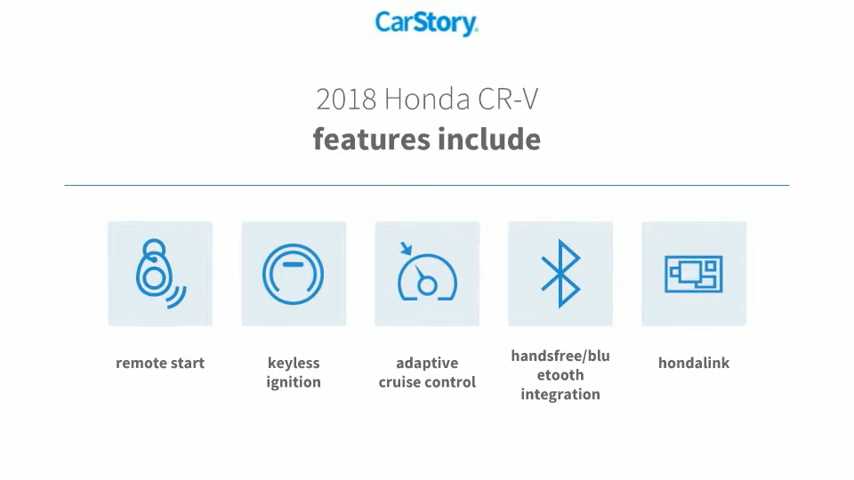 CarStory.
2018 Honda CR-V
features include
remote start
keyless
ignition
adaptive
cruise control
handsfree/blu
etooth
integration
hondalink